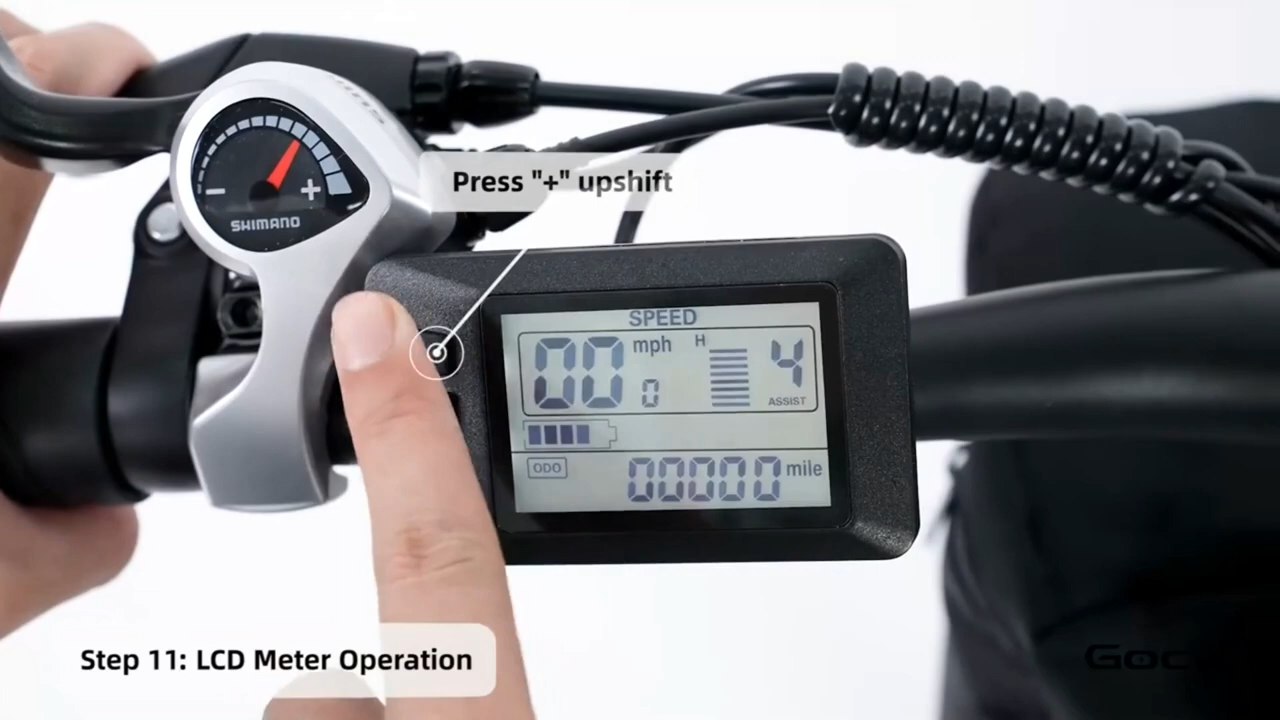 SHIMANO
Press "+" upshift
SPEED
00 mph 0 H 4
ASSIST
ODO 00000 mile
Step 11: LCD Meter Operation